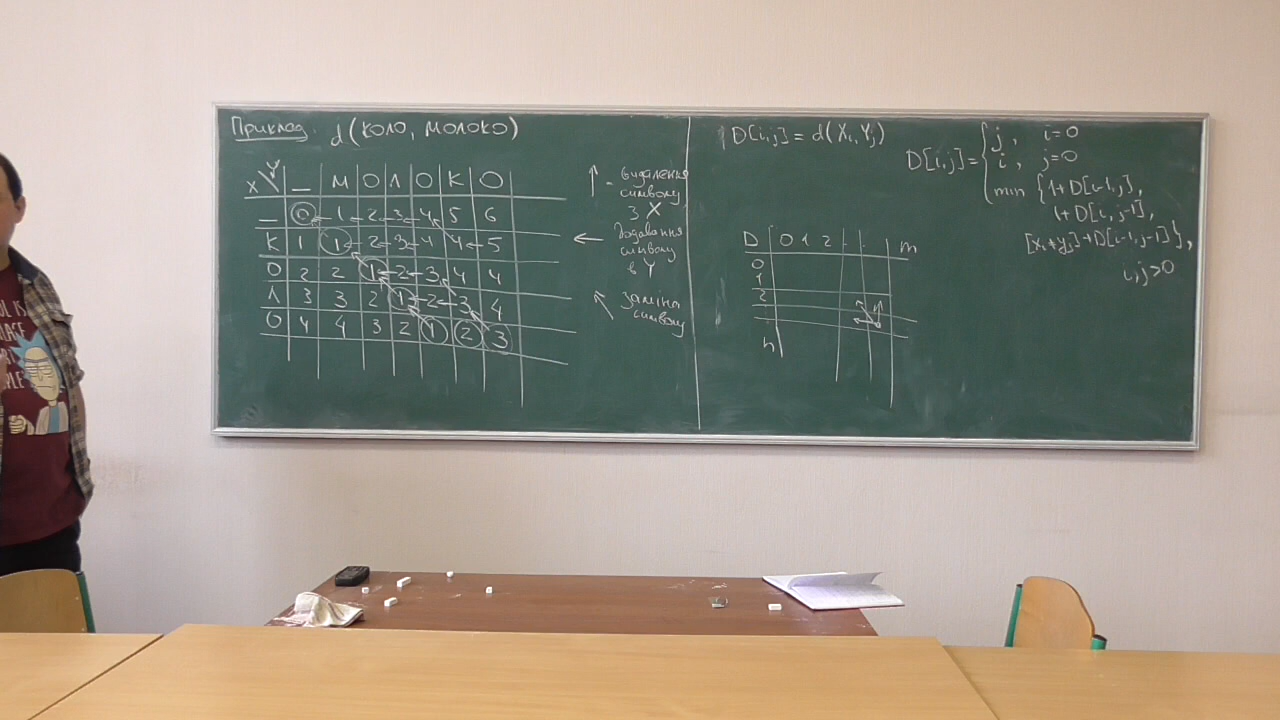 Приклад. d(коло, молоко)
X\Y _ М О Л О К О
_ 0 1 2 3 4 5 6
К 1 1 2 3 4 4 5
О 2 2 1 2 3 4 4
Л 3 3 2 1 2 3 4
О 4 4 3 2 1 2 3
↑ - видалення
символу
з X
← додавання
символу
в Y
↖ заміна
символу
D[i,j] = d(Xi, Yj)
D[i,j] = { j, i=0
i, j=0
min {1+D[i-1,j],
1+D[i,j-1],
[xi≠yj]+D[i-1,j-1]},
i,j>0
D 0 1 2 . . m
0
1
2
n